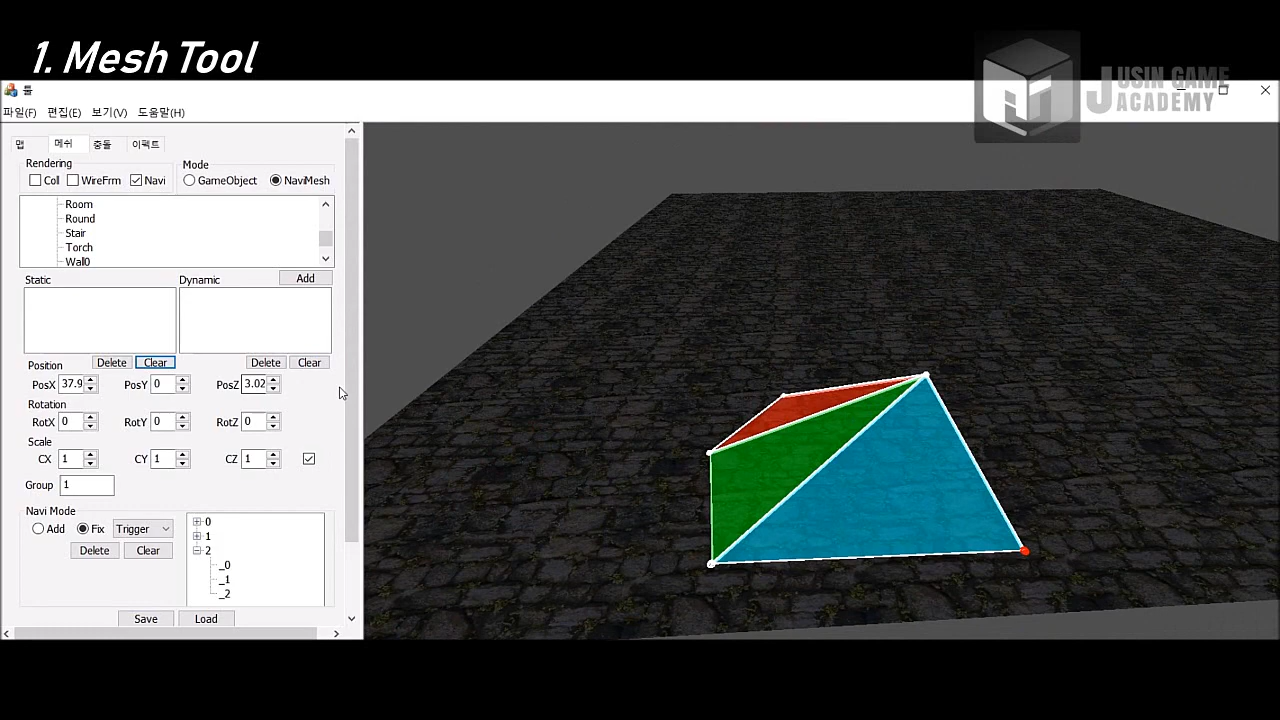 1. Mesh Tool
JUSIN GAME
ACADEMY
툴
파일(F) 편집(E) 보기(V) 도움말(H)
맵 메쉬 충돌 이펙트
Rendering Mode
Coll WireFrm Navi GameObject NaviMesh
Room
Round
Stair
Torch
Wall0
Static Dynamic Add
Position Delete Clear Delete Clear
PosX 37.9 PosY 0 PosZ 3.02
Rotation
RotX 0 RotY 0 RotZ 0
Scale
CX 1 CY 1 CZ 1
Group 1
Navi Mode
Add Fix Trigger
Delete Clear
0
1
2
_0
_1
_2
Save Load